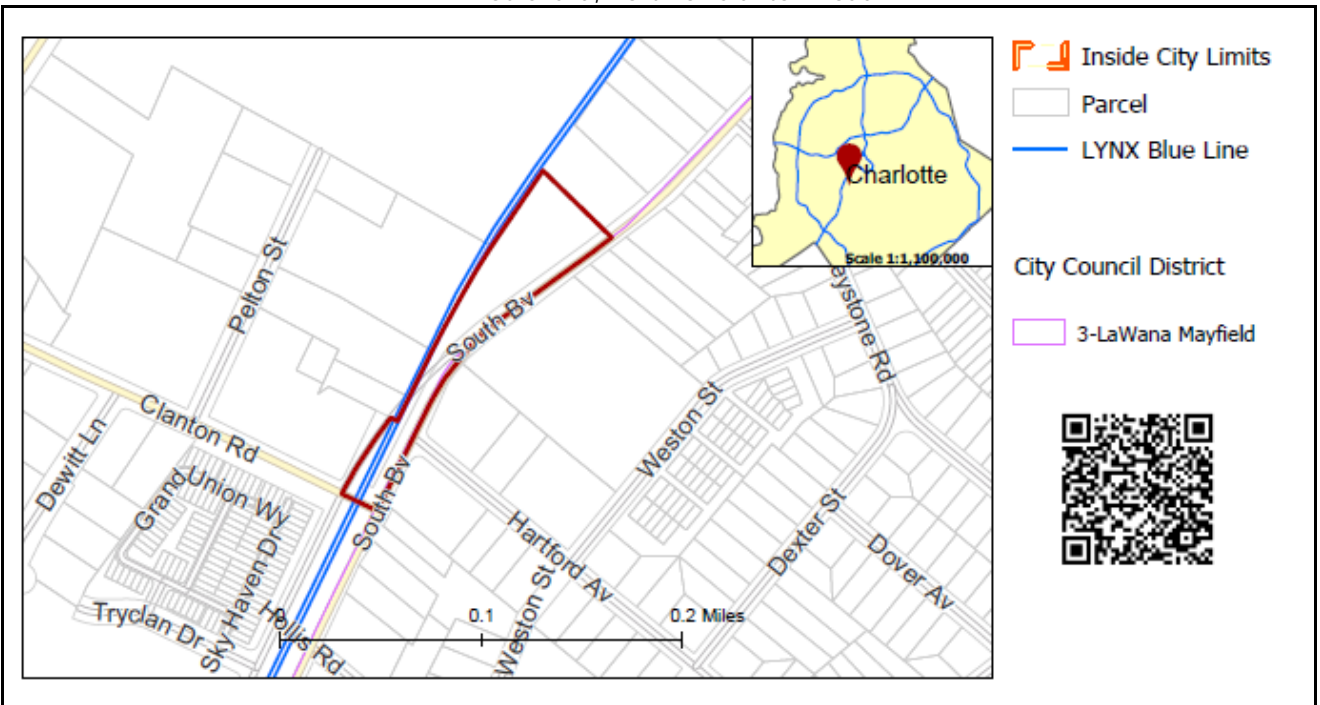 Inside City Limits
Parcel
LYNX Blue Line
City Council District
3-LaWana Mayfield
Charlotte
Scale 1:1,100,000
Pelton St
South Bv
Clanton Rd
Dewitt Ln
Grand Union Wy
Sky Haven Dr
Tryclan Dr
Hollis Rd
South Bv
Hartford Av
Weston St
Weston St
Dexter St
Dover Av
eystone Rd
0
0.1
0.2 Miles